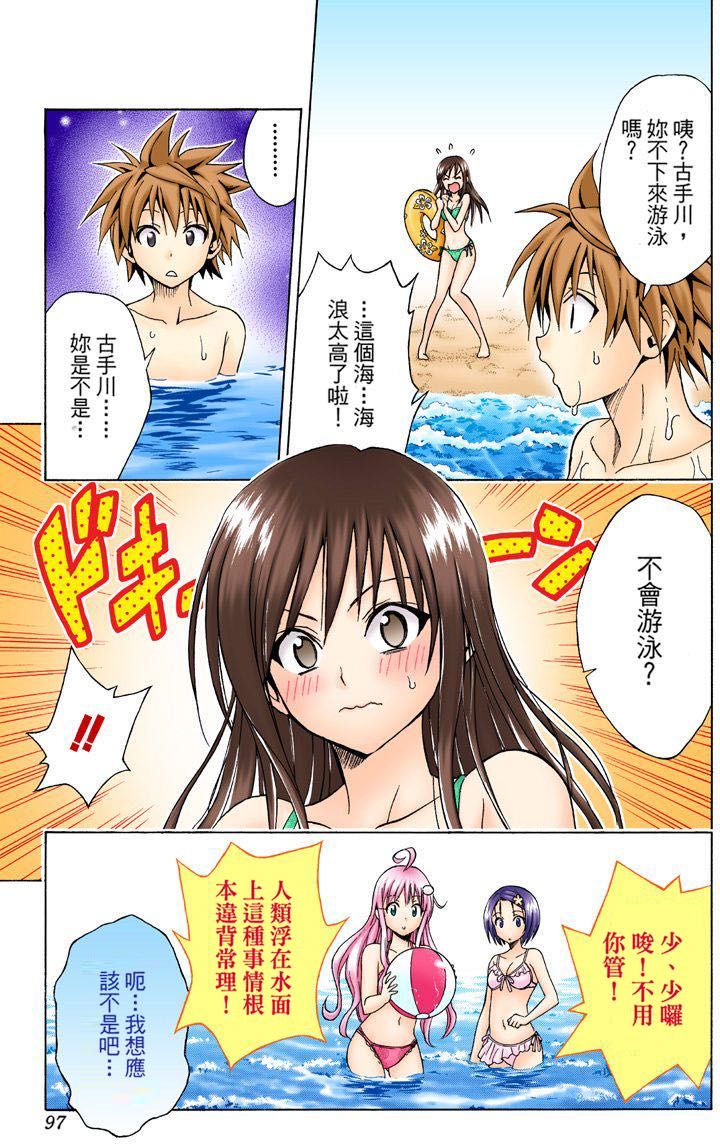 咦？古手川，
妳不下來游泳
嗎？
…這個海…海
浪太高了啦！
………
古手川……
妳是不是…
不會游泳？
ドキーン
!!
少、少囉
唆！不用
你管！
人類浮在水面
上這種事情根
本違背常理！
呃…我想應
該不是吧…
97